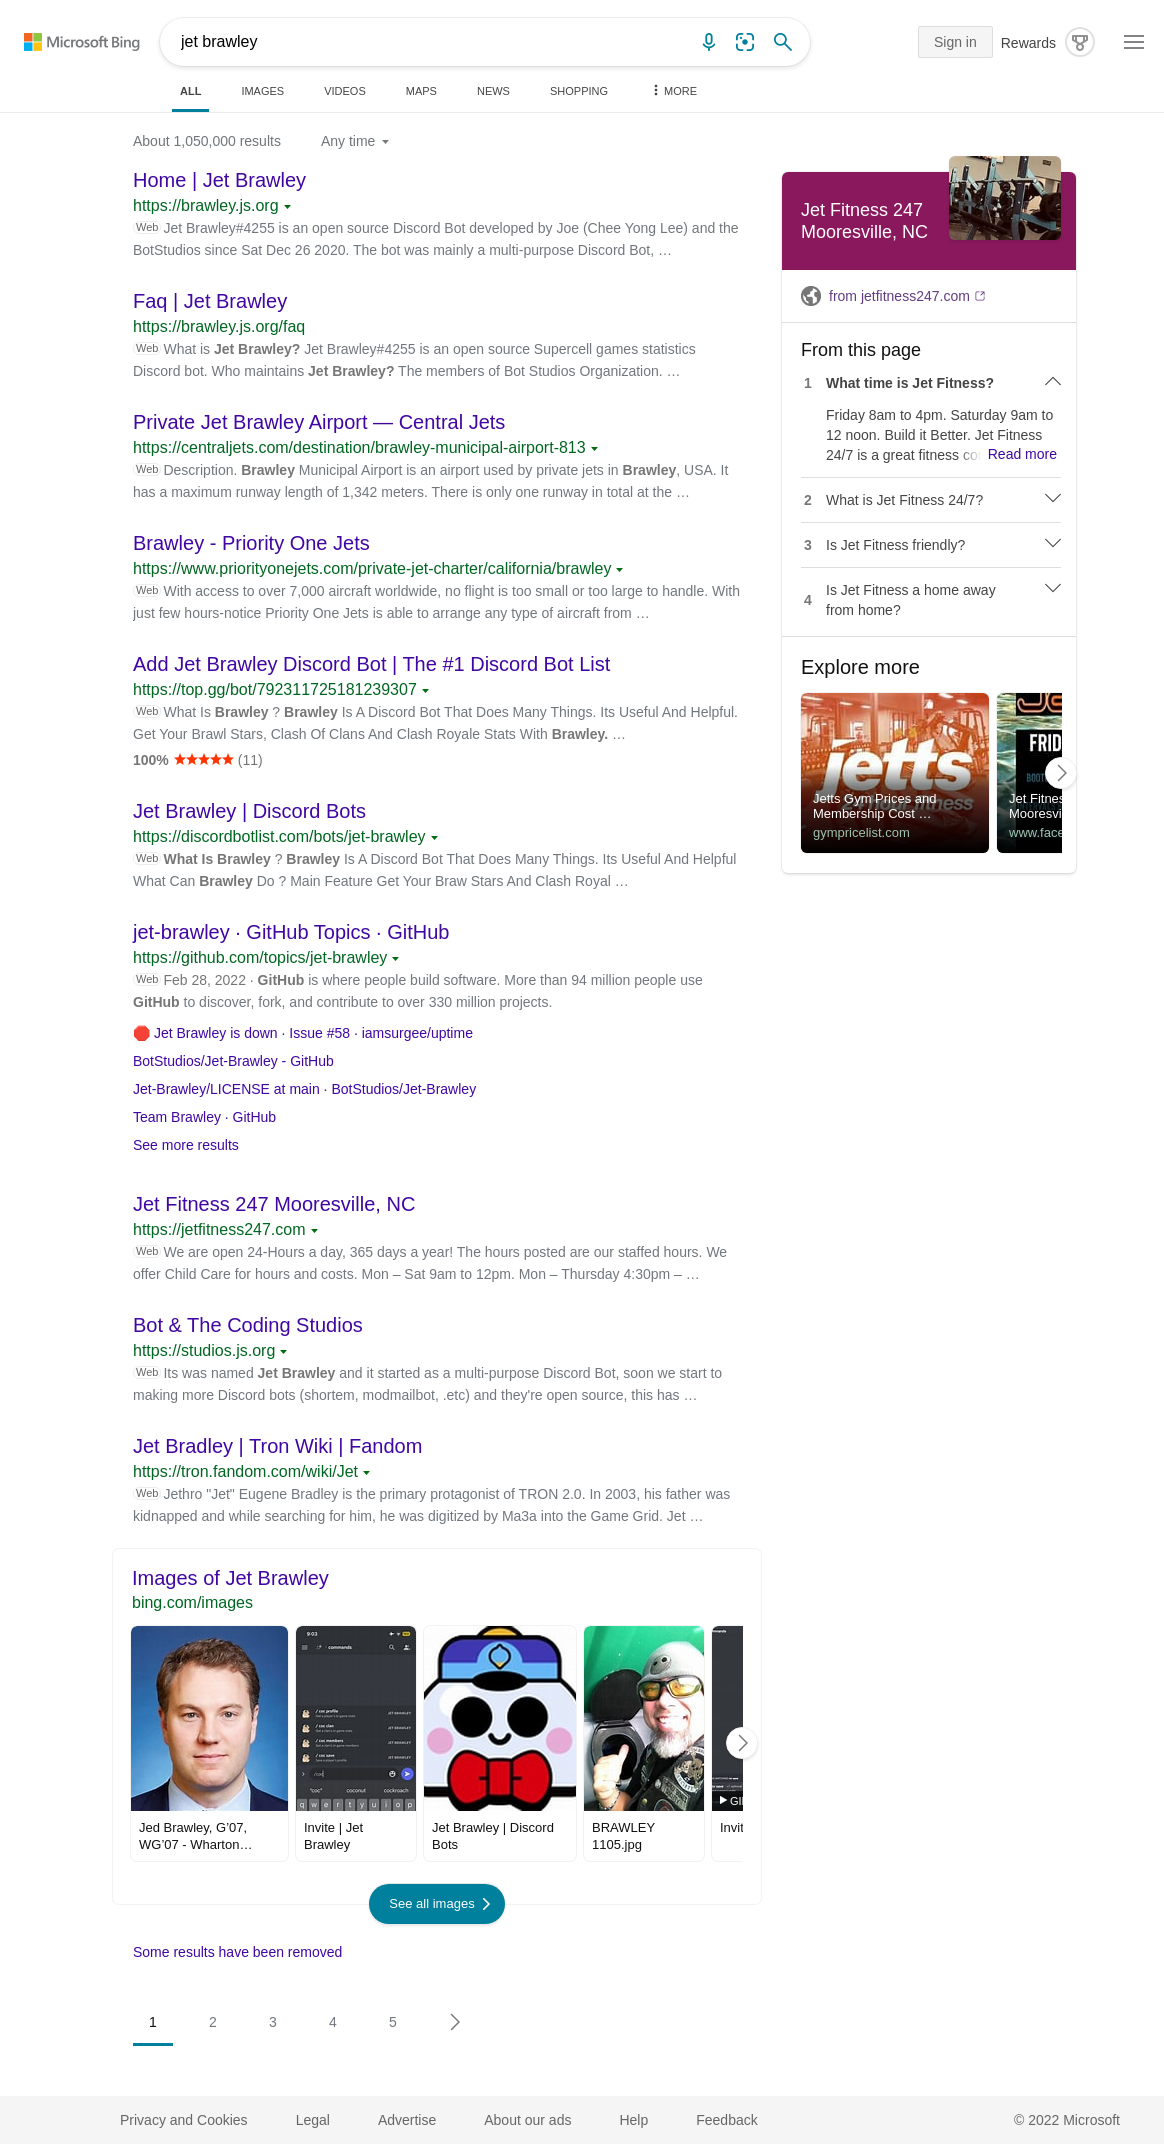 Microsoft Bing
jet brawley
Sign in
Rewards
ALL
IMAGES
VIDEOS
MAPS
NEWS
SHOPPING
MORE
About 1,050,000 results
Any time
Home | Jet Brawley
https://brawley.js.org
Web Jet Brawley#4255 is an open source Discord Bot developed by Joe (Chee Yong Lee) and the
BotStudios since Sat Dec 26 2020. The bot was mainly a multi-purpose Discord Bot, …
Faq | Jet Brawley
https://brawley.js.org/faq
Web What is Jet Brawley? Jet Brawley#4255 is an open source Supercell games statistics
Discord bot. Who maintains Jet Brawley? The members of Bot Studios Organization. …
Private Jet Brawley Airport — Central Jets
https://centraljets.com/destination/brawley-municipal-airport-813
Web Description. Brawley Municipal Airport is an airport used by private jets in Brawley, USA. It
has a maximum runway length of 1,342 meters. There is only one runway in total at the …
Brawley - Priority One Jets
https://www.priorityonejets.com/private-jet-charter/california/brawley
Web With access to over 7,000 aircraft worldwide, no flight is too small or too large to handle. With
just few hours-notice Priority One Jets is able to arrange any type of aircraft from …
Add Jet Brawley Discord Bot | The #1 Discord Bot List
https://top.gg/bot/792311725181239307
Web What Is Brawley ? Brawley Is A Discord Bot That Does Many Things. Its Useful And Helpful.
Get Your Brawl Stars, Clash Of Clans And Clash Royale Stats With Brawley. …
100% ★★★★★ (11)
Jet Brawley | Discord Bots
https://discordbotlist.com/bots/jet-brawley
Web What Is Brawley ? Brawley Is A Discord Bot That Does Many Things. Its Useful And Helpful
What Can Brawley Do ? Main Feature Get Your Braw Stars And Clash Royal …
jet-brawley · GitHub Topics · GitHub
https://github.com/topics/jet-brawley
Web Feb 28, 2022 · GitHub is where people build software. More than 94 million people use
GitHub to discover, fork, and contribute to over 330 million projects.
Jet Brawley is down · Issue #58 · iamsurgee/uptime
BotStudios/Jet-Brawley - GitHub
Jet-Brawley/LICENSE at main · BotStudios/Jet-Brawley
Team Brawley · GitHub
See more results
Jet Fitness 247 Mooresville, NC
https://jetfitness247.com
Web We are open 24-Hours a day, 365 days a year! The hours posted are our staffed hours. We
offer Child Care for hours and costs. Mon – Sat 9am to 12pm. Mon – Thursday 4:30pm – …
Bot & The Coding Studios
https://studios.js.org
Web Its was named Jet Brawley and it started as a multi-purpose Discord Bot, soon we start to
making more Discord bots (shortem, modmailbot, .etc) and they're open source, this has …
Jet Bradley | Tron Wiki | Fandom
https://tron.fandom.com/wiki/Jet
Web Jethro "Jet" Eugene Bradley is the primary protagonist of TRON 2.0. In 2003, his father was
kidnapped and while searching for him, he was digitized by Ma3a into the Game Grid. Jet …
Images of Jet Brawley
bing.com/images
9:03
commands
/ coc profile
/ coc clan
/ coc members
/ coc save
JET BRAWLEY
JET BRAWLEY
JET BRAWLEY
JET BRAWLEY
/coc
"coc"
coconut
cockroach
q w e r t y u i o p
GI
Jed Brawley, G'07,
WG'07 - Wharton…
Invite | Jet
Brawley
Jet Brawley | Discord
Bots
BRAWLEY
1105.jpg
Invit
See all images
Some results have been removed
1
2
3
4
5
Jet Fitness 247
Mooresville, NC
from jetfitness247.com
From this page
1 What time is Jet Fitness?
Friday 8am to 4pm. Saturday 9am to
12 noon. Build it Better. Jet Fitness
24/7 is a great fitness co Read more
2 What is Jet Fitness 24/7?
3 Is Jet Fitness friendly?
4 Is Jet Fitness a home away
from home?
Explore more
jetts
24 hour fitness
Jetts Gym Prices and
Membership Cost …
gympricelist.com
FRID
BOOT
Jet Fitnes
Mooresvi
www.face
Privacy and Cookies
Legal
Advertise
About our ads
Help
Feedback
© 2022 Microsoft